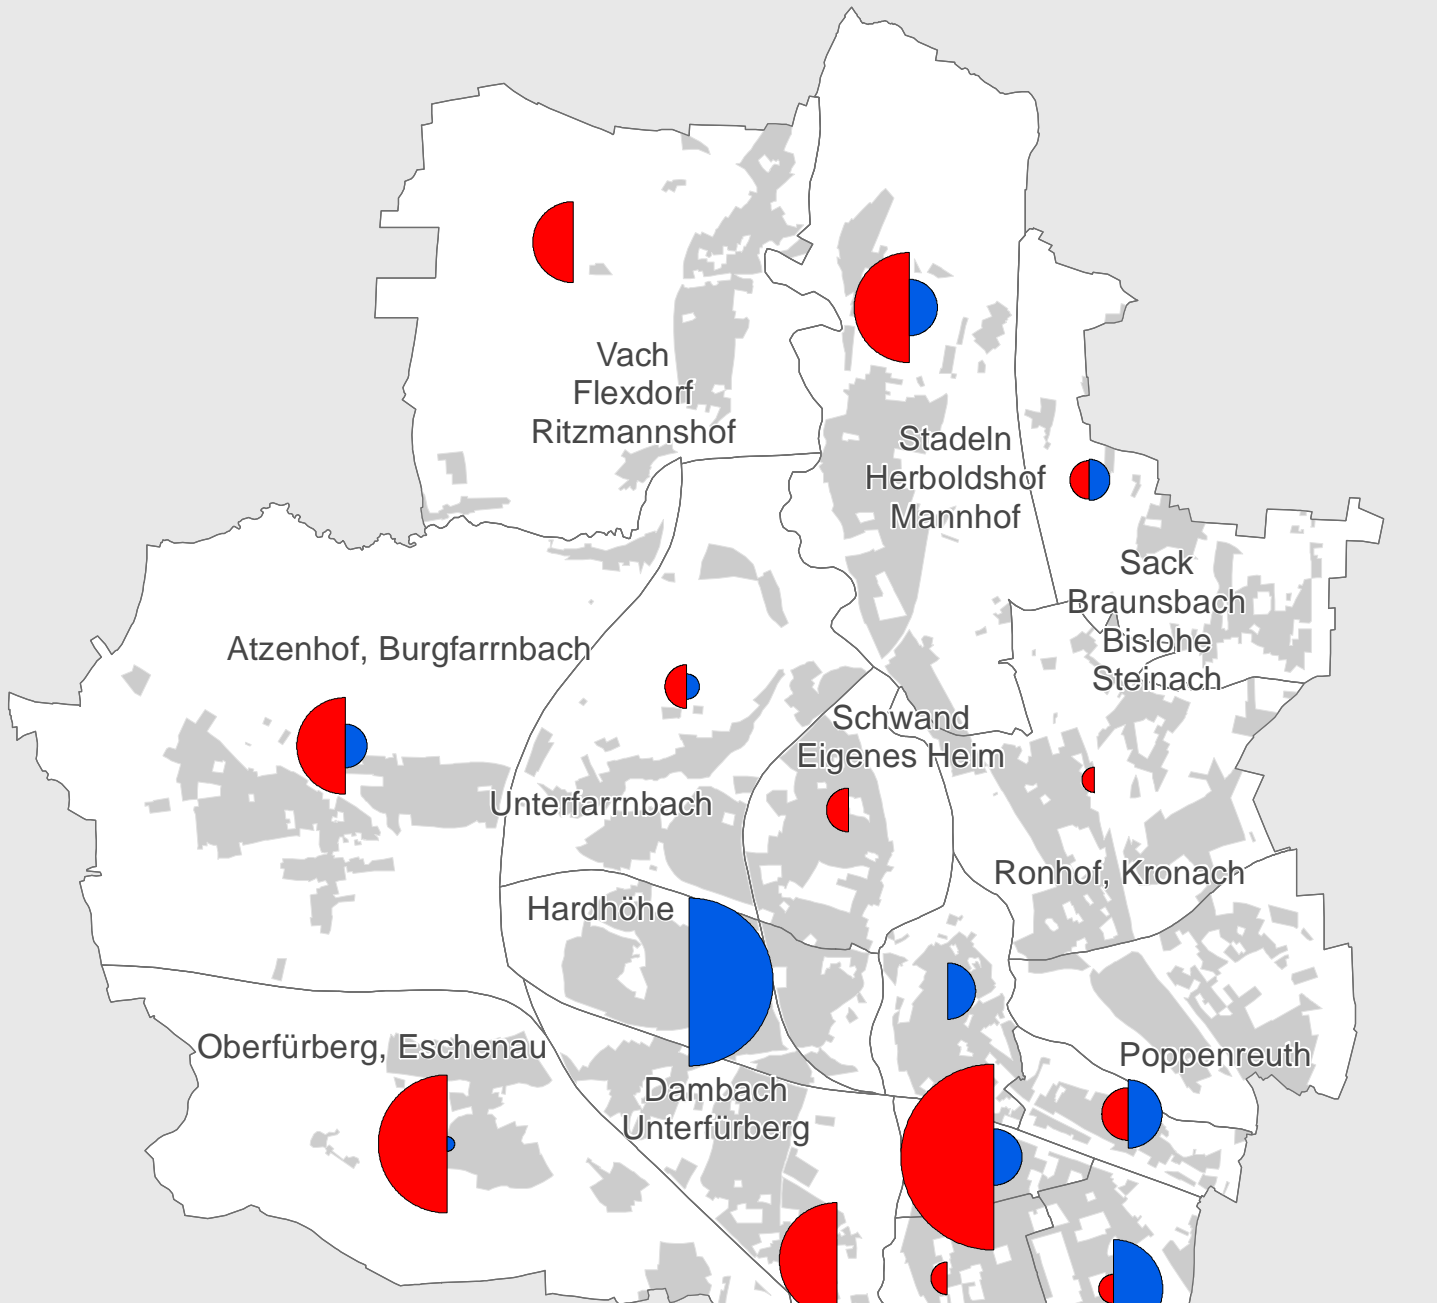 Vach
Flexdorf
Ritzmannshof
Stadeln
Herboldshof
Mannhof
Sack
Braunsbach
Bislohe
Steinach
Atzenhof, Burgfarrnbach
Schwand
Eigenes Heim
Unterfarrnbach
Ronhof, Kronach
Hardhöhe
Oberfürberg, Eschenau
Poppenreuth
Dambach
Unterfürberg